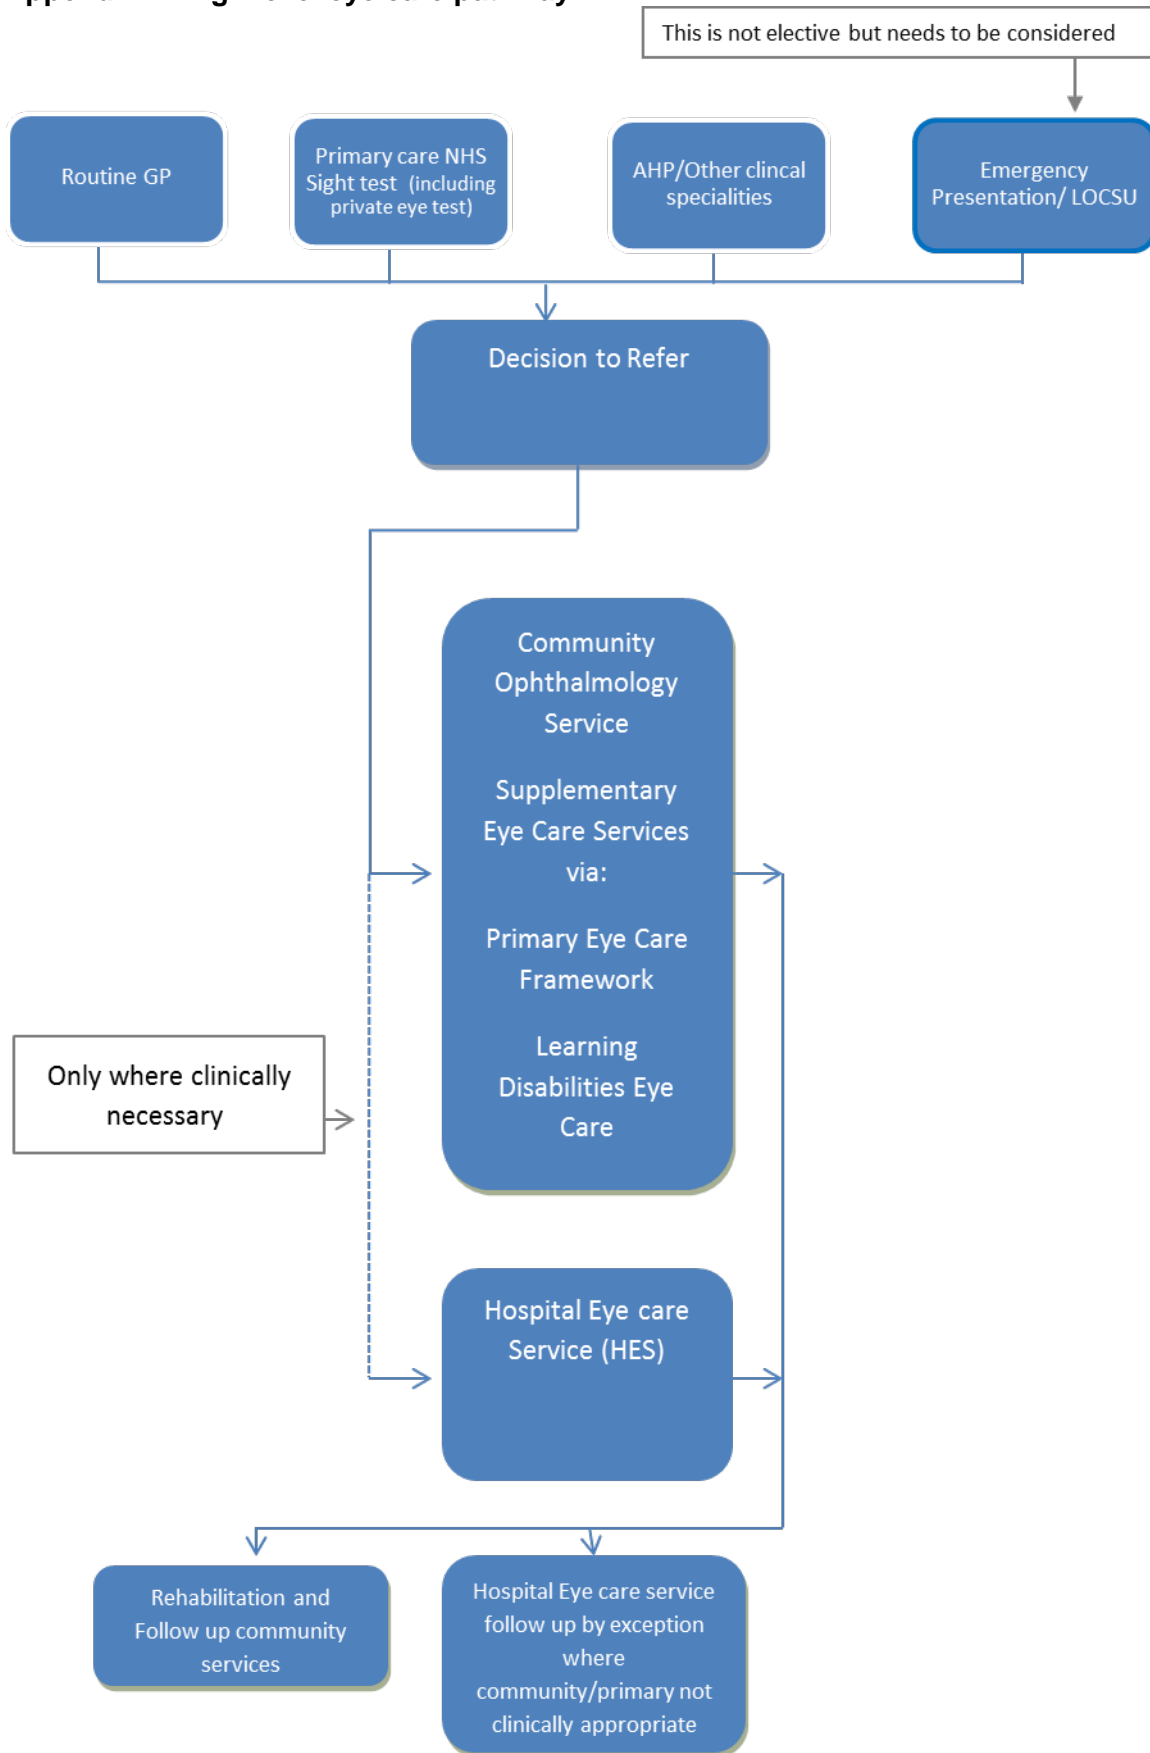 This is not elective but needs to be considered
Routine GP
Primary care NHS
Sight test (including
private eye test)
AHP/Other clincal
specialities
Emergency
Presentation/ LOCSU
Decision to Refer
Community
Ophthalmology
Service
Supplementary
Eye Care Services
via:
Primary Eye Care
Framework
Learning
Disabilities Eye
Care
Only where clinically
necessary
Hospital Eye care
Service (HES)
Rehabilitation and
Follow up community
services
Hospital Eye care service
follow up by exception
where
community/primary not
clinically appropriate